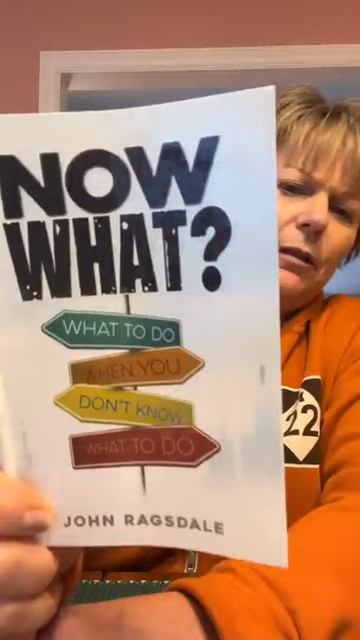 NOW
WHAT?
WHAT TO DO
WHEN YOU
DON'T KNOW
WHAT TO DO
JOHN RAGSDALE
22